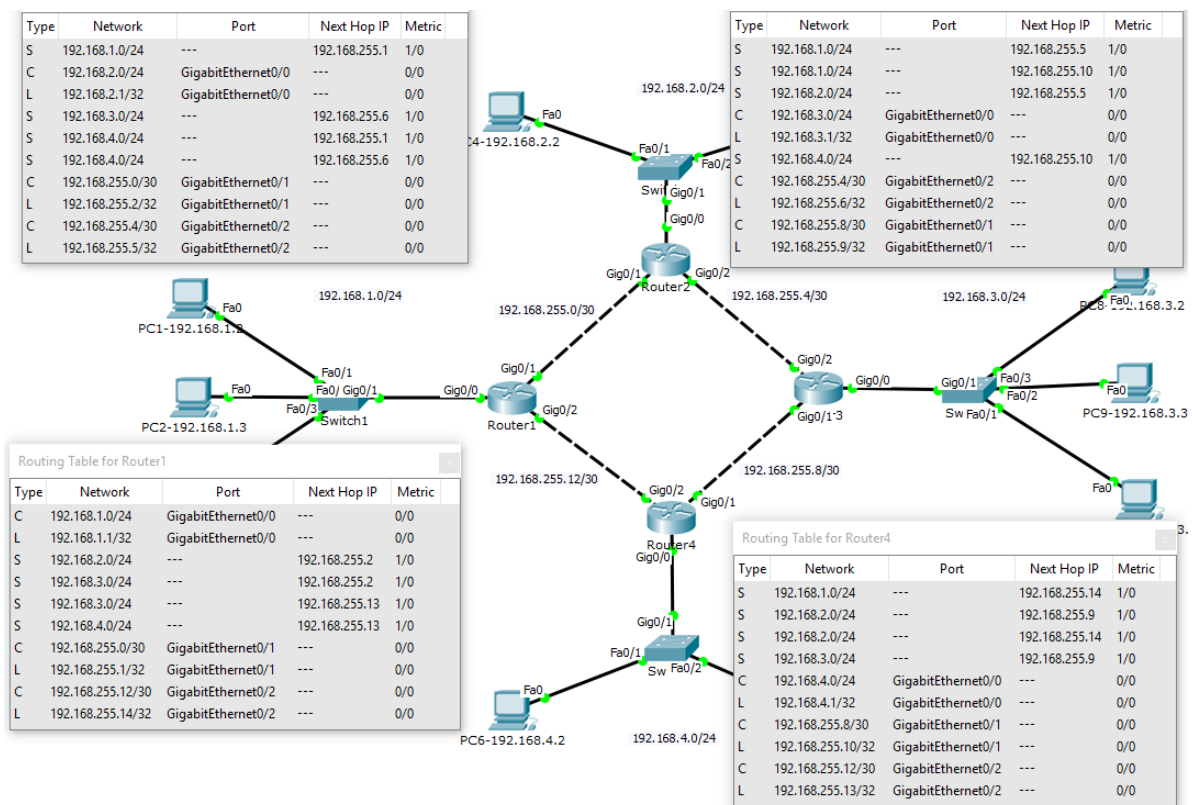 Type Network Port Next Hop IP Metric
S 192.168.1.0/24 --- 192.168.255.1 1/0
C 192.168.2.0/24 GigabitEthernet0/0 --- 0/0
L 192.168.2.1/32 GigabitEthernet0/0 --- 0/0
S 192.168.3.0/24 --- 192.168.255.6 1/0
S 192.168.4.0/24 --- 192.168.255.1 1/0
S 192.168.4.0/24 --- 192.168.255.6 1/0
C 192.168.255.0/30 GigabitEthernet0/1 --- 0/0
L 192.168.255.2/32 GigabitEthernet0/1 --- 0/0
C 192.168.255.4/30 GigabitEthernet0/2 --- 0/0
L 192.168.255.5/32 GigabitEthernet0/2 --- 0/0
Type Network Port Next Hop IP Metric
S 192.168.1.0/24 --- 192.168.255.5 1/0
S 192.168.1.0/24 --- 192.168.255.10 1/0
S 192.168.2.0/24 --- 192.168.255.5 1/0
C 192.168.3.0/24 GigabitEthernet0/0 --- 0/0
L 192.168.3.1/32 GigabitEthernet0/0 --- 0/0
S 192.168.4.0/24 --- 192.168.255.10 1/0
C 192.168.255.4/30 GigabitEthernet0/2 --- 0/0
L 192.168.255.6/32 GigabitEthernet0/2 --- 0/0
C 192.168.255.8/30 GigabitEthernet0/1 --- 0/0
L 192.168.255.9/32 GigabitEthernet0/1 --- 0/0
192.168.2.0/24
Fa0
C4-192.168.2.2
Fa0/1
Fa0/2
Gig0/1
Gig0/0
Gig0/1
Gig0/2
Router2
192.168.1.0/24
192.168.255.0/30
192.168.255.4/30
192.168.3.0/24
Fa0
PC1-192.168.1.2
Fa0
PC8-192.168.3.2
Fa0/1
Fa0
Fa0/ Gig0/1
Fa0/3
Switch1
PC2-192.168.1.3
Gig0/0
Gig0/1
Gig0/2
Router1
Gig0/2
Gig0/0
Gig0/1
3
Gig0/1
Fa0/3
Fa0/2
Sw Fa0/1
Fa0
PC9-192.168.3.3
Fa0
3.
192.168.255.12/30
192.168.255.8/30
Gig0/2
Gig0/1
Router4
Gig0/0
Gig0/1
Fa0/1
Sw Fa0/2
Fa0
PC6-192.168.4.2
192.168.4.0/24
Routing Table for Router1
x
Type Network Port Next Hop IP Metric
C 192.168.1.0/24 GigabitEthernet0/0 --- 0/0
L 192.168.1.1/32 GigabitEthernet0/0 --- 0/0
S 192.168.2.0/24 --- 192.168.255.2 1/0
S 192.168.3.0/24 --- 192.168.255.2 1/0
S 192.168.3.0/24 --- 192.168.255.13 1/0
S 192.168.4.0/24 --- 192.168.255.13 1/0
C 192.168.255.0/30 GigabitEthernet0/1 --- 0/0
L 192.168.255.1/32 GigabitEthernet0/1 --- 0/0
C 192.168.255.12/30 GigabitEthernet0/2 --- 0/0
L 192.168.255.14/32 GigabitEthernet0/2 --- 0/0
Routing Table for Router4
x
Type Network Port Next Hop IP Metric
S 192.168.1.0/24 --- 192.168.255.14 1/0
S 192.168.2.0/24 --- 192.168.255.9 1/0
S 192.168.2.0/24 --- 192.168.255.14 1/0
S 192.168.3.0/24 --- 192.168.255.9 1/0
C 192.168.4.0/24 GigabitEthernet0/0 --- 0/0
L 192.168.4.1/32 GigabitEthernet0/0 --- 0/0
C 192.168.255.8/30 GigabitEthernet0/1 --- 0/0
L 192.168.255.10/32 GigabitEthernet0/1 --- 0/0
C 192.168.255.12/30 GigabitEthernet0/2 --- 0/0
L 192.168.255.13/32 GigabitEthernet0/2 --- 0/0